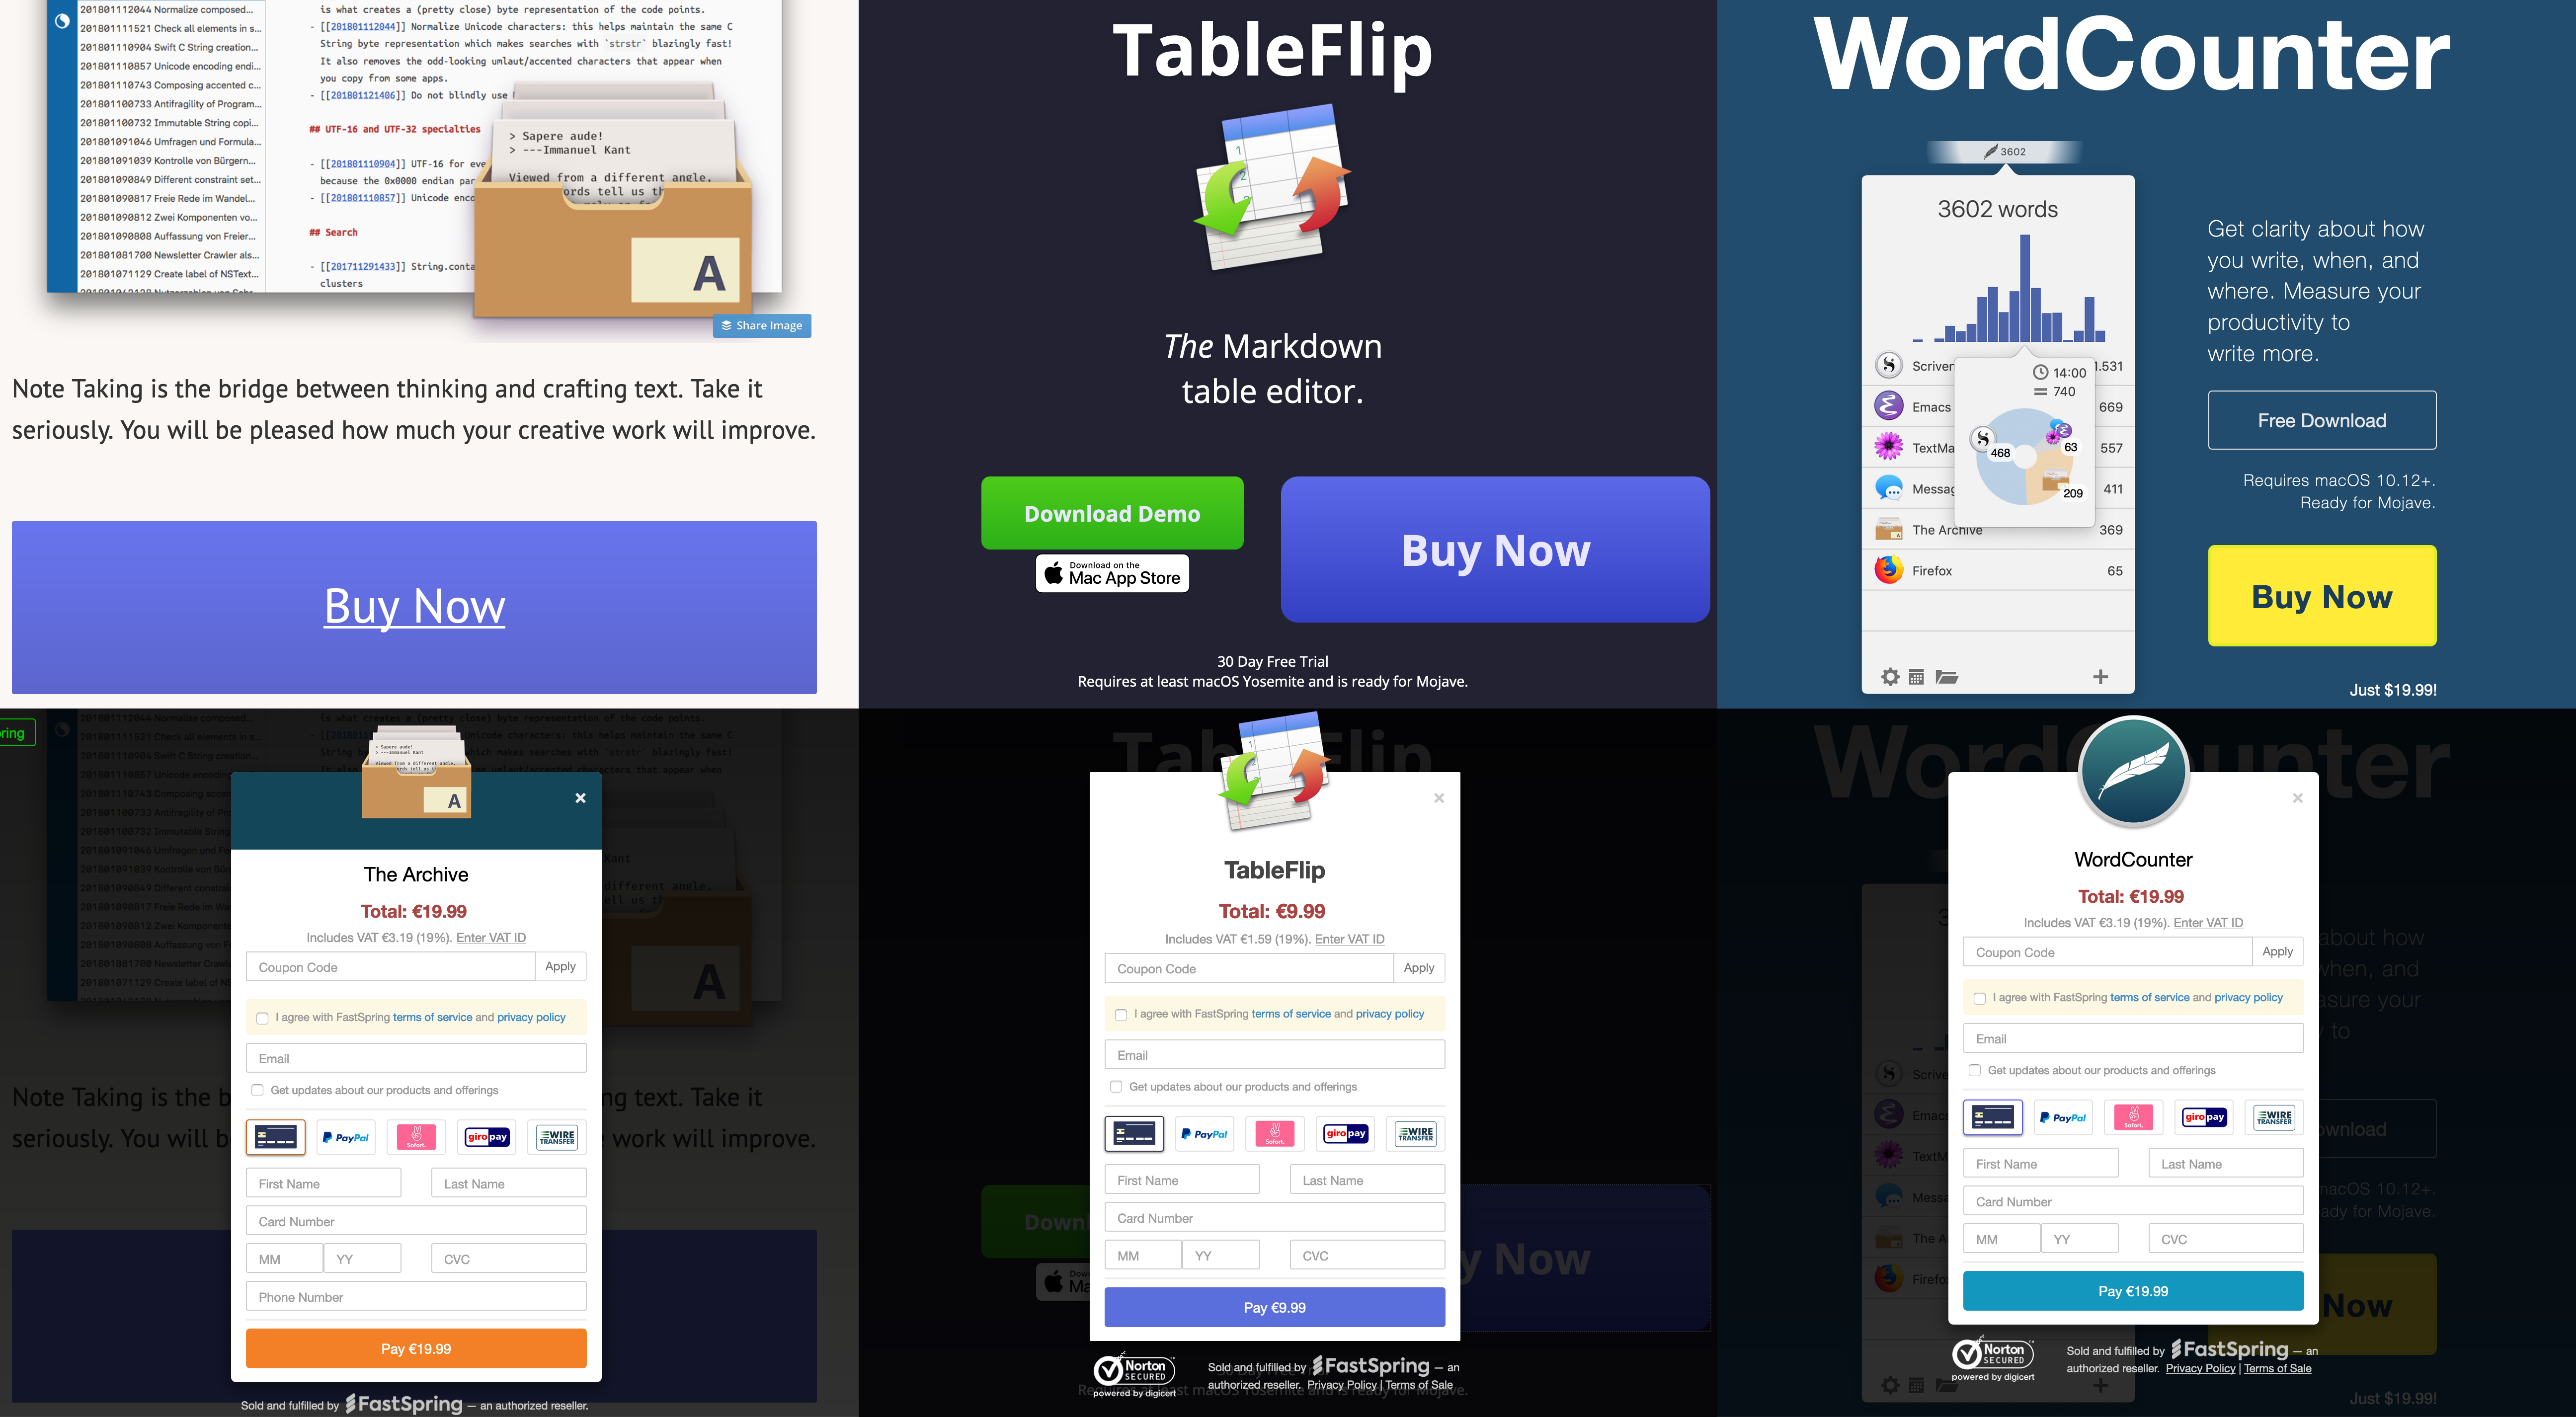 201801112044 Normalize composed...
201801111521 Check all elements in s...
201801110904 Swift C String creation...
201801110857 Unicode encoding endi...
201801110743 Composing accented c...
201801100733 Antifragility of Program...
201801100732 Immutable String copi...
201801091046 Umfragen und Formula...
201801091039 Kontrolle von Bürgern...
201801090849 Different constraint set...
201801090817 Freie Rede im Wandel...
201801090812 Zwei Komponenten vo...
201801090808 Auffassung von Freier...
201801081700 Newsletter Crawler als...
201801071129 Create label of NSText...
is what creates a (pretty close) byte representation of the code points.
- [[201801112044]] Normalize Unicode characters: this helps maintain the same C
String byte representation which makes searches with `strstr` blazingly fast!
It also removes the odd-looking umlaut/accented characters that appear when
you copy from some apps.
- [[201801121406]] Do not blindly use
## UTF-16 and UTF-32 specialties
- [[201801110904]] UTF-16 for eve
because the 0x0000 endian par
- [[201801110857]] Unicode enco
## Search
- [[201711291433]] String.conta
clusters
> Sapere aude!
> ---Immanuel Kant
Viewed from a different angle,
ords tell us th
A
Share Image
Note Taking is the bridge between thinking and crafting text. Take it
seriously. You will be pleased how much your creative work will improve.
Buy Now
TableFlip
1
2
The Markdown
table editor.
Download Demo
Download on the
Mac App Store
Buy Now
30 Day Free Trial
Requires at least macOS Yosemite and is ready for Mojave.
WordCounter
3602
3602 words
Scriven 1.531
Emacs 669
TextMa 557
Messag 411
The Archive 369
Firefox 65
14:00
740
468
63
209
Get clarity about how
you write, when, and
where. Measure your
productivity to
write more.
Free Download
Requires macOS 10.12+.
Ready for Mojave.
Buy Now
Just $19.99!
ring
> Sapere aude!
> ---Immanuel Kant
Viewed from a different angle,
A
×
The Archive
Total: €19.99
Includes VAT €3.19 (19%). Enter VAT ID
Coupon Code Apply
I agree with FastSpring terms of service and privacy policy
Email
Get updates about our products and offerings
PayPal Sofort. giropay WIRE TRANSFER
First Name Last Name
Card Number
MM YY CVC
Phone Number
Pay €19.99
Sold and fulfilled by FastSpring — an authorized reseller.
×
TableFlip
Total: €9.99
Includes VAT €1.59 (19%). Enter VAT ID
Coupon Code Apply
I agree with FastSpring terms of service and privacy policy
Email
Get updates about our products and offerings
PayPal Sofort. giropay WIRE TRANSFER
First Name Last Name
Card Number
MM YY CVC
Pay €9.99
Norton
SECURED
powered by digicert
Sold and fulfilled by FastSpring — an
authorized reseller. Privacy Policy | Terms of Sale
y Now
×
WordCounter
Total: €19.99
Includes VAT €3.19 (19%). Enter VAT ID
Coupon Code Apply
I agree with FastSpring terms of service and privacy policy
Email
Get updates about our products and offerings
PayPal Sofort. giropay WIRE TRANSFER
First Name Last Name
Card Number
MM YY CVC
Pay €19.99
Norton
SECURED
powered by digicert
Sold and fulfilled by FastSpring — an
authorized reseller. Privacy Policy | Terms of Sale
Now
Just $19.99!